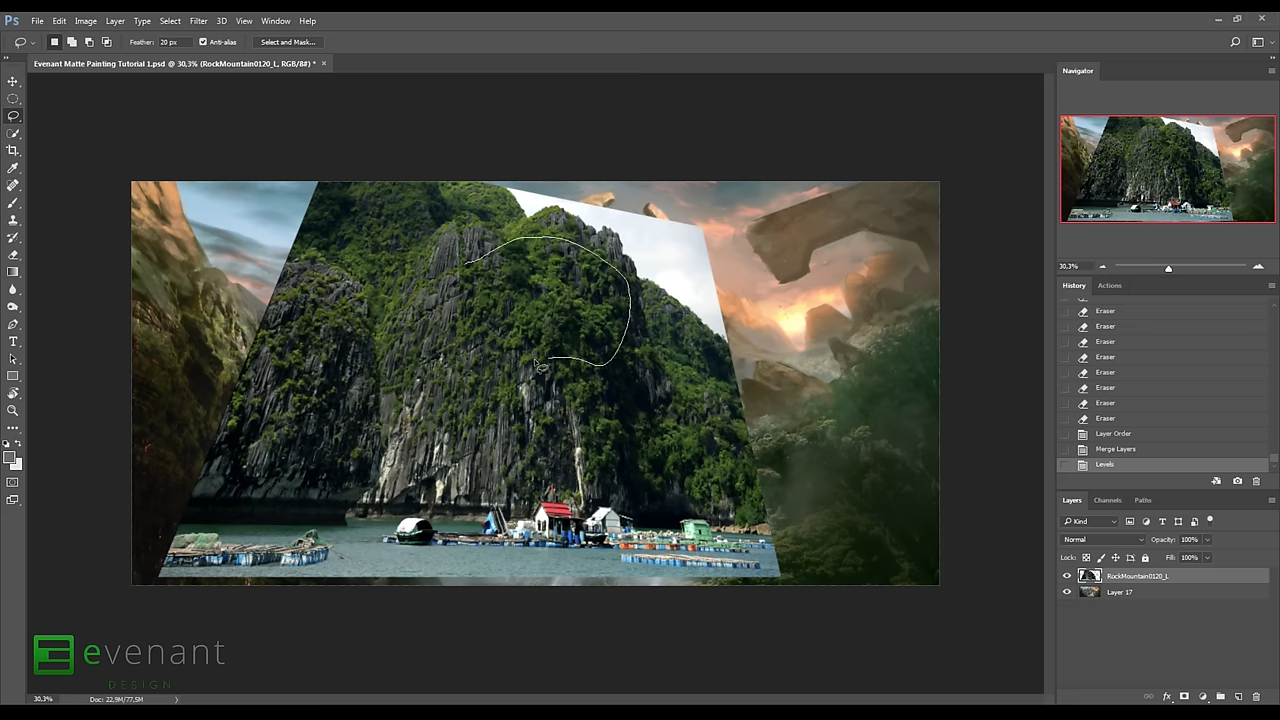 Ps File Edit Image Layer Type Select Filter 3D View Window Help
Feather: 20 px Anti-alias Select and Mask...
Evenant Matte Painting Tutorial 1.psd @ 30,3% (RockMountain0120_L, RGB/8#) * ×
Navigator
30,3%
History Actions
Eraser
Eraser
Eraser
Eraser
Eraser
Eraser
Eraser
Eraser
Layer Order
Merge Layers
Levels
Layers Channels Paths
Kind
Normal Opacity: 100%
Lock: Fill: 100%
RockMountain0120_L
Layer 17
evenant
DESIGN
30,3% Doc: 22,9M/77,5M